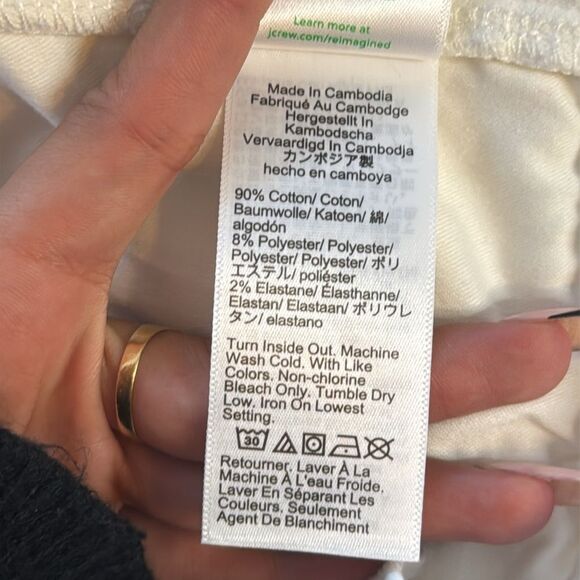 Learn more at
jcrew.com/reimagined
Made In Cambodia
Fabriqué Au Cambodge
Hergestellt In
Kambodscha
Vervaardigd In Cambodja
カンボジア製
hecho en camboya
90% Cotton/ Coton/
Baumwolle/ Katoen/ 綿/
algodón
8% Polyester/ Polyester/
Polyester/ Polyester/ ポリ
エステル/ poliéster
2% Elastane/ Élasthanne/
Elastan/ Elastaan/ ポリウレ
タン/ elastano
Turn Inside Out. Machine
Wash Cold. With Like
Colors. Non-chlorine
Bleach Only. Tumble Dry
Low. Iron On Lowest
Setting.
30
Retourner. Laver À La
Machine À L'eau Froide.
Laver En Séparant Les
Couleurs. Seulement
Agent De Blanchiment